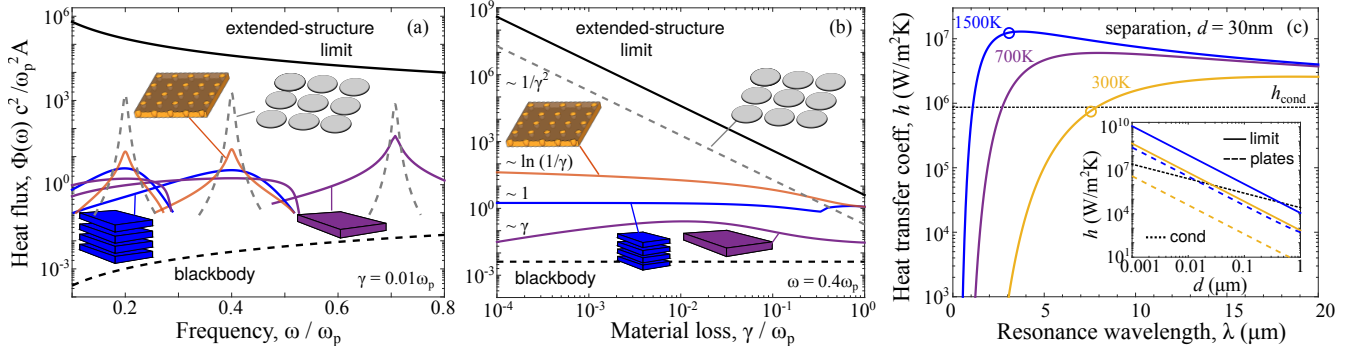 10⁶
10³
10⁰
10⁻³
Heat flux, Φ(ω) c² /ωₚ² A
(a)
extended-structure
limit
blackbody
γ = 0.01ωₚ
0.2
0.4
0.6
0.8
Frequency, ω / ωₚ
10⁹
10⁶
10³
10⁰
10⁻³
(b)
extended-structure
limit
~ 1/γ²
~ ln (1/γ)
~ 1
~ γ
blackbody
ω = 0.4ωₚ
10⁻⁴
10⁻³
10⁻²
10⁻¹
10⁰
Material loss, γ / ωₚ
10⁷
10⁶
10⁵
10⁴
10³
Heat transfer coeff, h (W/m²K)
1500K
separation, d = 30nm
(c)
700K
300K
h_cond
10¹⁰
10⁷
10⁴
10¹
h (W/m²K)
limit
plates
cond
0.001
0.01
0.1
1
d (μm)
0
5
10
15
20
Resonance wavelength, λ (μm)